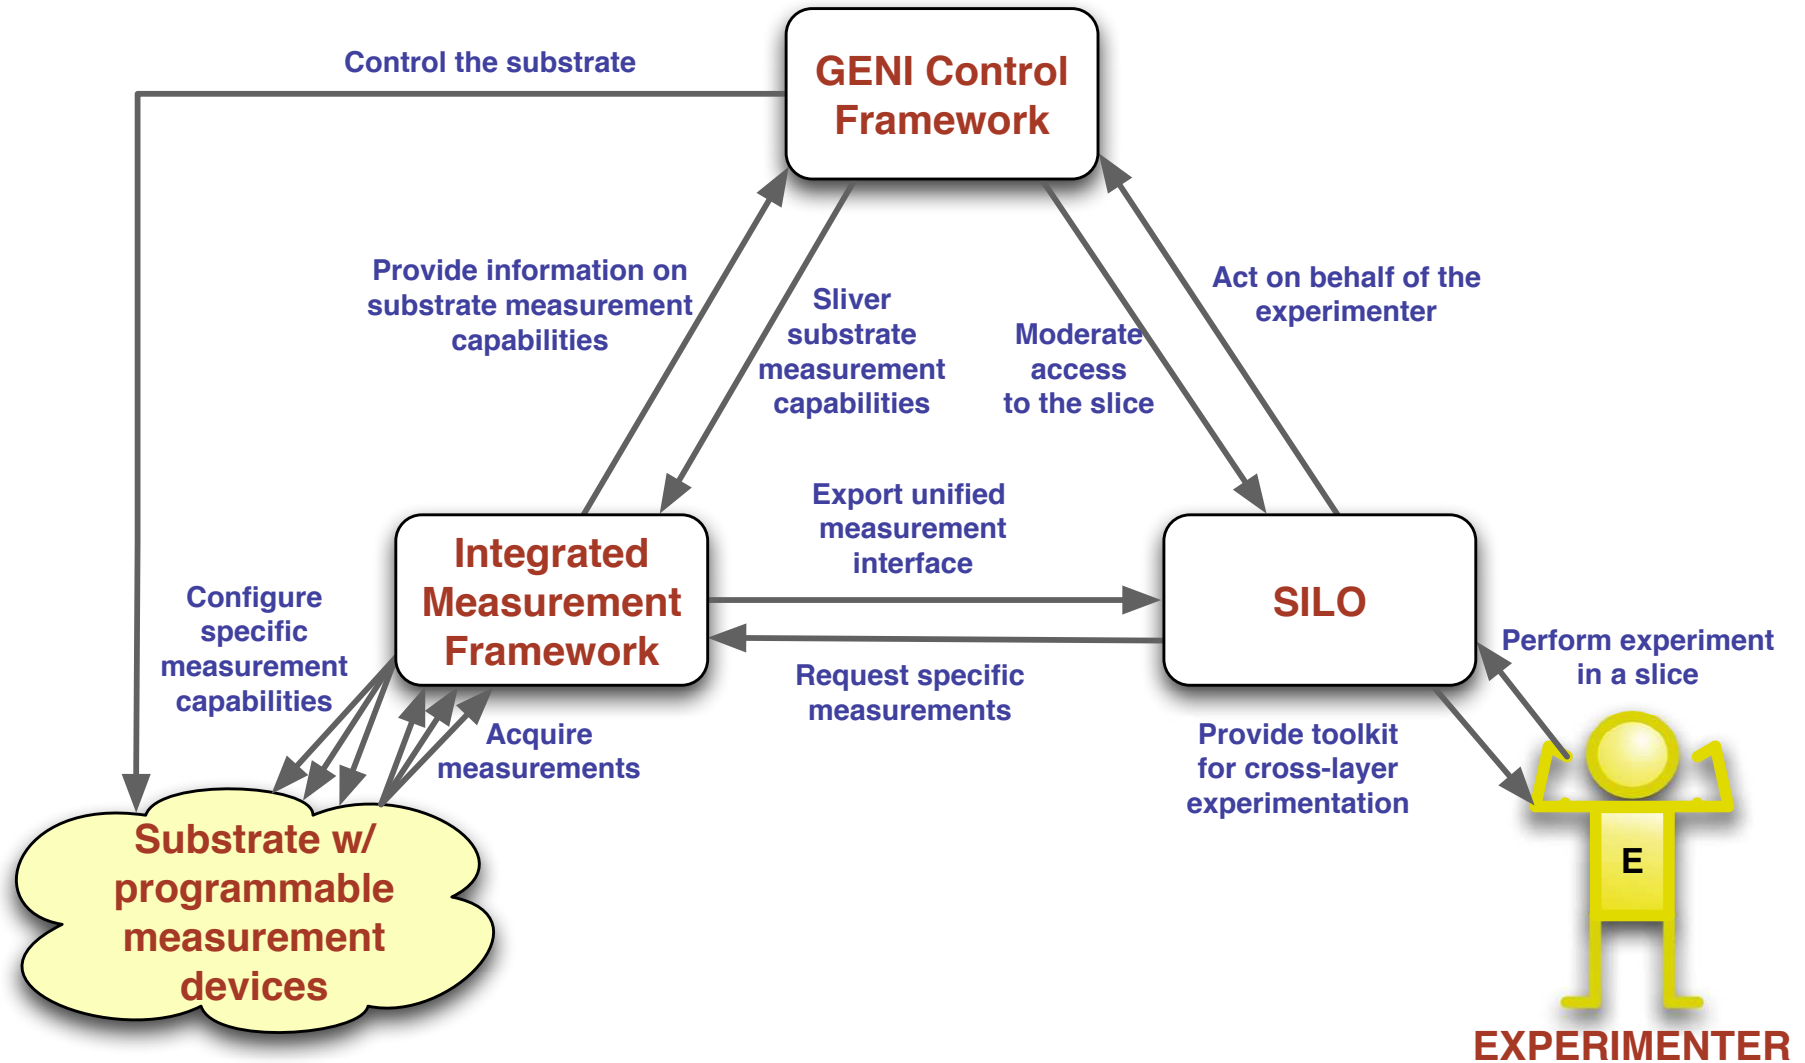 Control the substrate
GENI Control
Framework
Provide information on
substrate measurement
capabilities
Sliver
substrate
measurement
capabilities
Moderate
access
to the slice
Act on behalf of the
experimenter
Export unified
measurement
interface
Integrated
Measurement
Framework
SILO
Configure
specific
measurement
capabilities
Request specific
measurements
Perform experiment
in a slice
Acquire
measurements
Provide toolkit
for cross-layer
experimentation
Substrate w/
programmable
measurement
devices
E
EXPERIMENTER